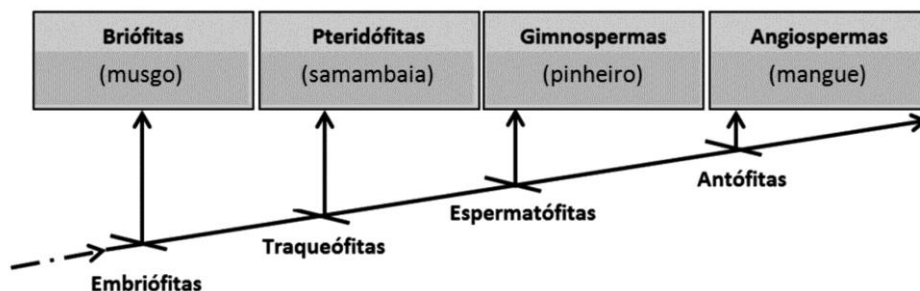 Briófitas
(musgo)
Pteridófitas
(samambaia)
Gimnospermas
(pinheiro)
Angiospermas
(mangue)
Antófitas
Espermatófitas
Traqueófitas
Embriófitas